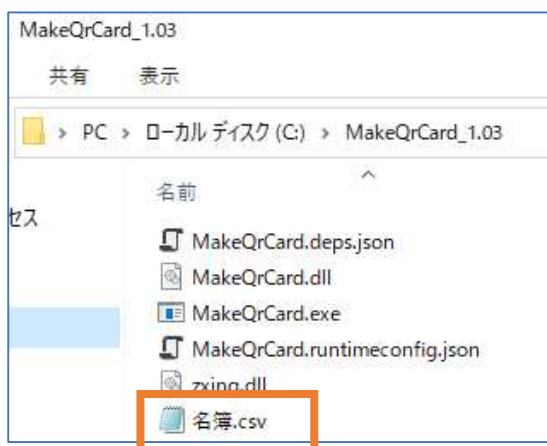 MakeQrCard_1.03
共有 表示
> PC > ローカル ディスク (C:) > MakeQrCard_1.03
名前
セス
MakeQrCard.deps.json
MakeQrCard.dll
MakeQrCard.exe
MakeQrCard.runtimeconfig.json
zxing.dll
名簿.csv